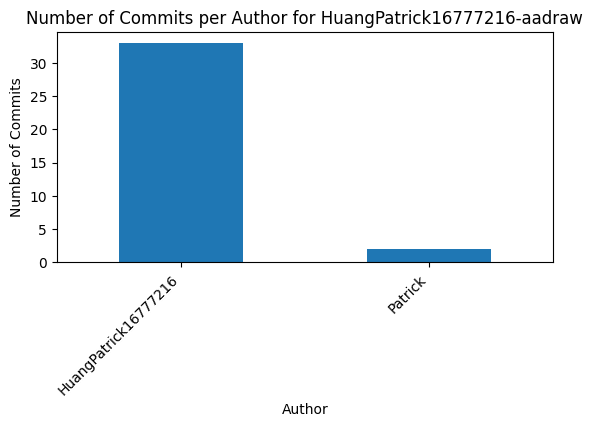 Number of Commits per Author for HuangPatrick16777216-aadraw
Number of Commits
30
25
20
15
10
5
0
HuangPatrick16777216
Patrick
Author